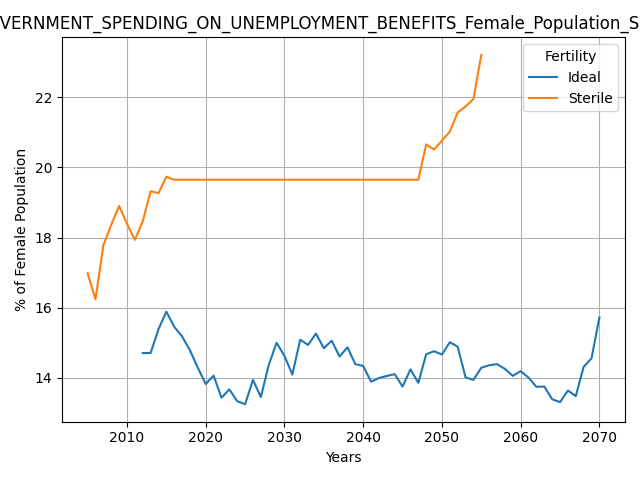 VERNMENT_SPENDING_ON_UNEMPLOYMENT_BENEFITS_Female_Population_S
Fertility
Ideal
Sterile
% of Female Population
22
20
18
16
14
2010 2020 2030 2040 2050 2060 2070
Years